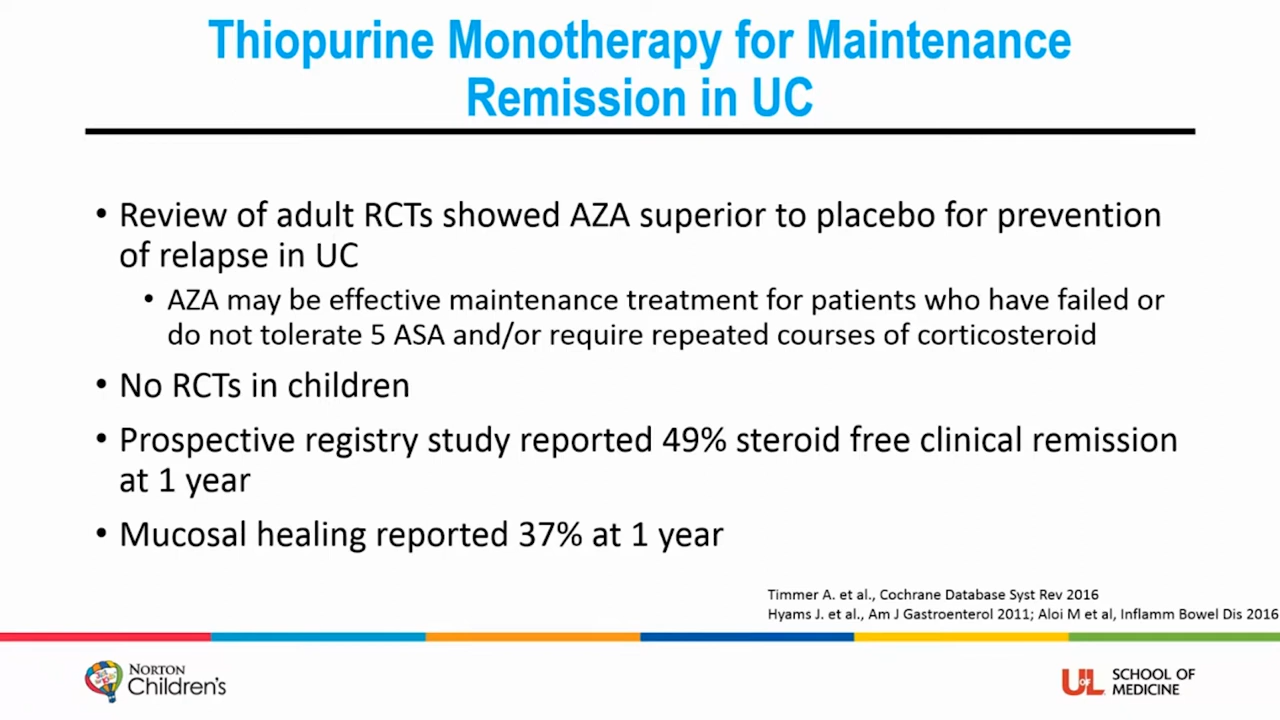 Thiopurine Monotherapy for Maintenance
Remission in UC
• Review of adult RCTs showed AZA superior to placebo for prevention
of relapse in UC
• AZA may be effective maintenance treatment for patients who have failed or
do not tolerate 5 ASA and/or require repeated courses of corticosteroid
• No RCTs in children
• Prospective registry study reported 49% steroid free clinical remission
at 1 year
• Mucosal healing reported 37% at 1 year
Timmer A. et al., Cochrane Database Syst Rev 2016
Hyams J. et al., Am J Gastroenterol 2011; Aloi M et al, Inflamm Bowel Dis 2016
NORTON
Children's
UofL
SCHOOL OF
MEDICINE